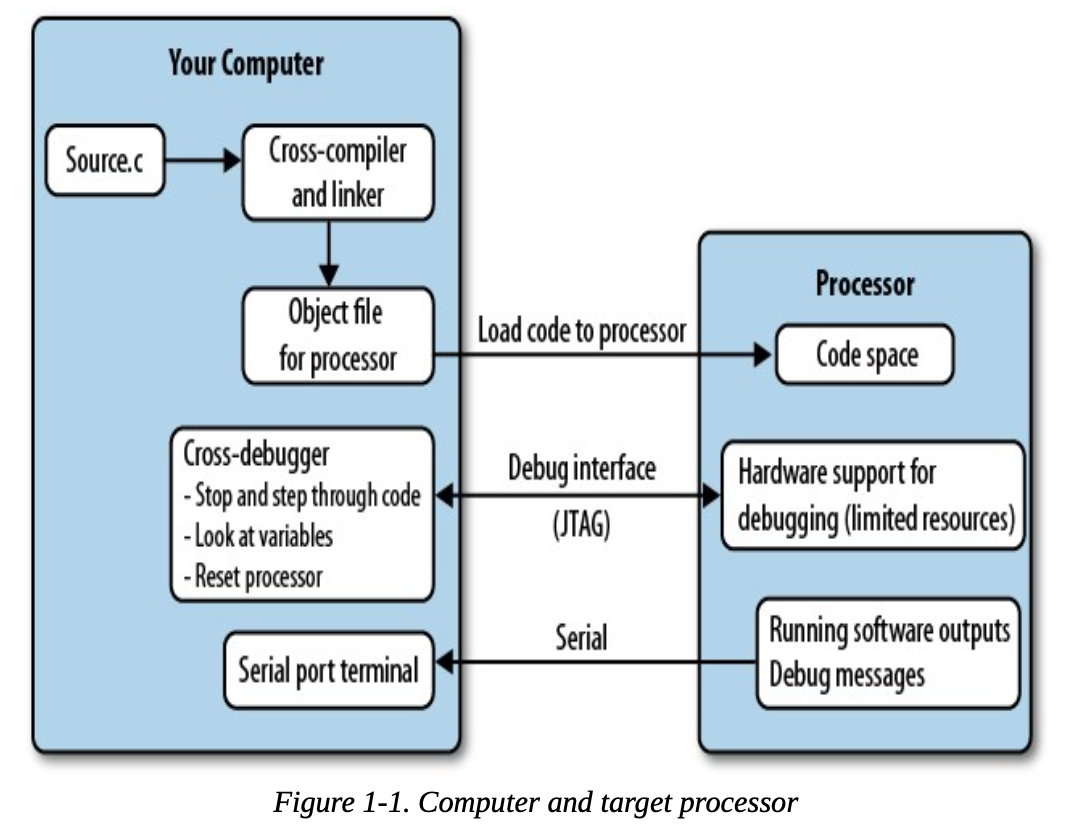 Your Computer
Source.c
Cross-compiler
and linker
Object file
for processor
Load code to processor
Processor
Code space
Cross-debugger
- Stop and step through code
- Look at variables
- Reset processor
Debug interface
(JTAG)
Hardware support for
debugging (limited resources)
Serial port terminal
Serial
Running software outputs
Debug messages
Figure 1-1. Computer and target processor